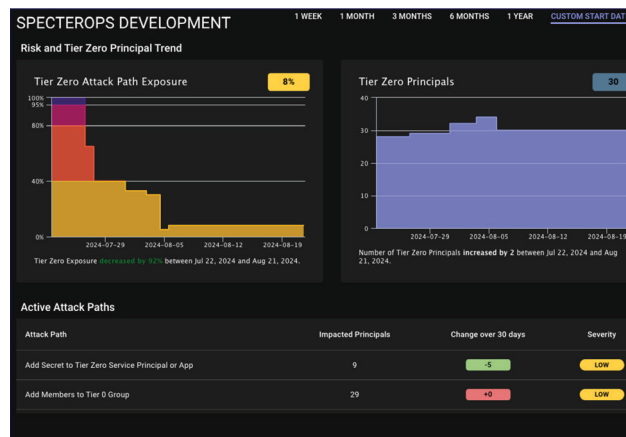 SPECTEROPS DEVELOPMENT
1 WEEK 1 MONTH 3 MONTHS 6 MONTHS 1 YEAR CUSTOM START DAT
Risk and Tier Zero Principal Trend
Tier Zero Attack Path Exposure 8%
100%
95%
80%
40%
0%
2024-07-29 2024-08-05 2024-08-12 2024-08-19
Tier Zero Exposure decreased by 92% between Jul 22, 2024 and Aug 21, 2024.
Tier Zero Principals 30
40
30
20
10
0
2024-07-29 2024-08-05 2024-08-12 2024-08-19
Number of Tier Zero Principals increased by 2 between Jul 22, 2024 and Aug
21, 2024.
Active Attack Paths
Attack Path Impacted Principals Change over 30 days Severity
Add Secret to Tier Zero Service Principal or App 9 -5 LOW
Add Members to Tier 0 Group 29 +0 LOW